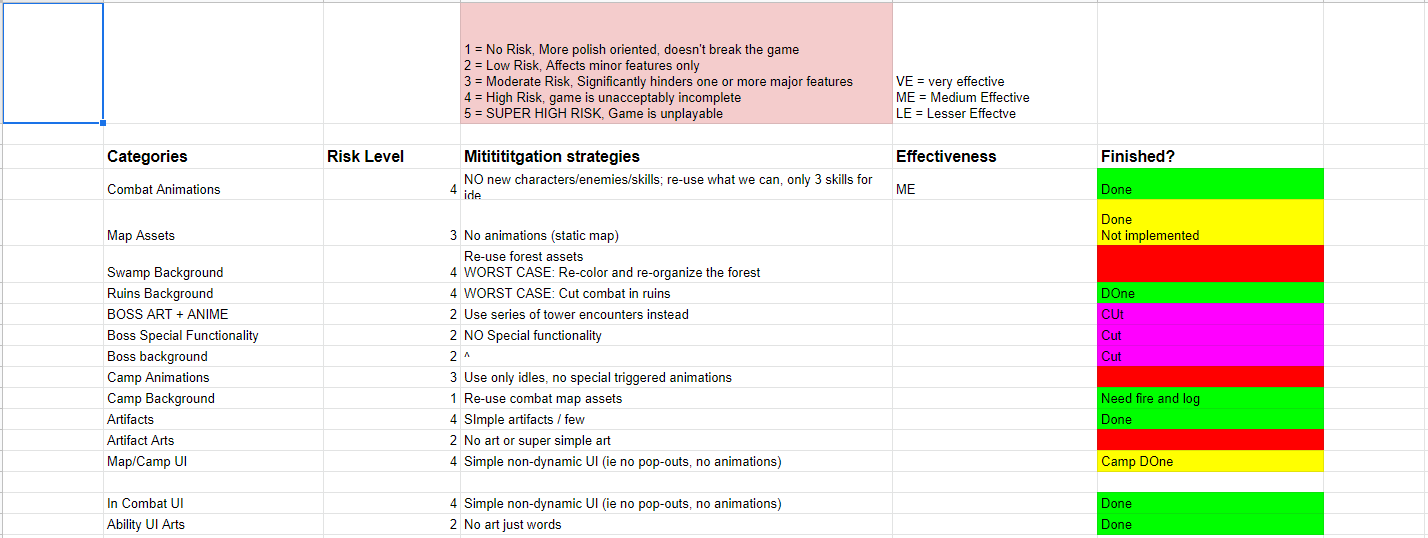 1 = No Risk, More polish oriented, doesn't break the game
2 = Low Risk, Affects minor features only
3 = Moderate Risk, Significantly hinders one or more major features
4 = High Risk, game is unacceptably incomplete
5 = SUPER HIGH RISK, Game is unplayable
VE = very effective
ME = Medium Effective
LE = Lesser Effectve
Categories Risk Level Mitititigation strategies Effectiveness Finished?
Combat Animations 4 NO new characters/enemies/skills; re-use what we can, only 3 skills for
ide ME Done
Map Assets 3 No animations (static map) Done
Not implemented
Swamp Background 4 Re-use forest assets
WORST CASE: Re-color and re-organize the forest
Ruins Background 4 WORST CASE: Cut combat in ruins DOne
BOSS ART + ANIME 2 Use series of tower encounters instead CUt
Boss Special Functionality 2 NO Special functionality Cut
Boss background 2 ^ Cut
Camp Animations 3 Use only idles, no special triggered animations
Camp Background 1 Re-use combat map assets Need fire and log
Artifacts 4 SImple artifacts / few Done
Artifact Arts 2 No art or super simple art
Map/Camp UI 4 Simple non-dynamic UI (ie no pop-outs, no animations) Camp DOne
In Combat UI 4 Simple non-dynamic UI (ie no pop-outs, no animations) Done
Ability UI Arts 2 No art just words Done